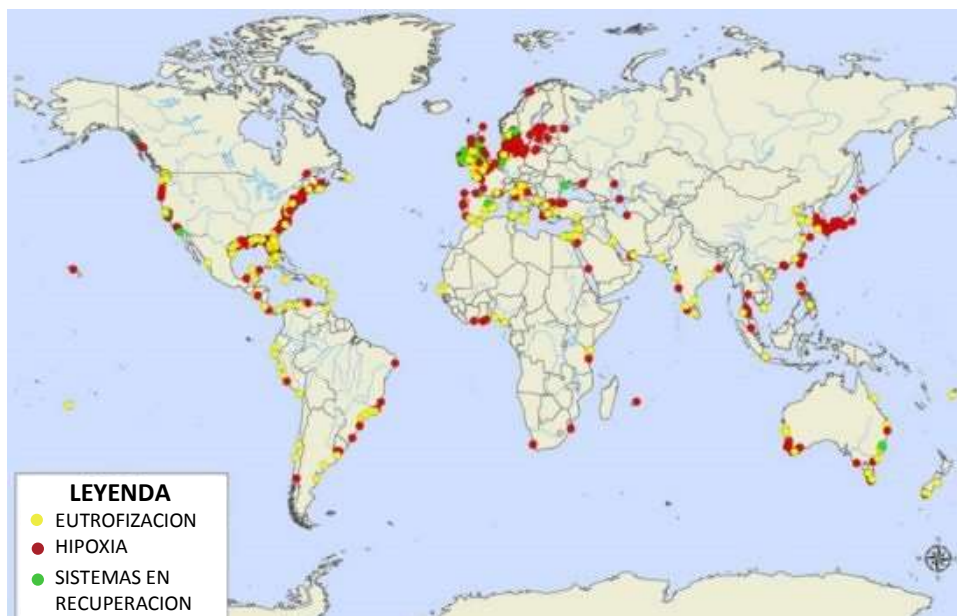 LEYENDA
EUTROFIZACION
HIPOXIA
SISTEMAS EN
RECUPERACION